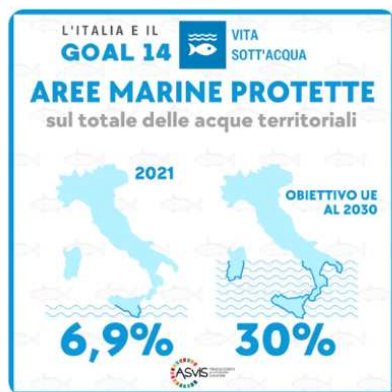 L'ITALIA E IL
GOAL 14
VITA
SOTT'ACQUA
AREE MARINE PROTETTE
sul totale delle acque territoriali
2021
OBIETTIVO UE
AL 2030
6,9%
30%
ASVIS